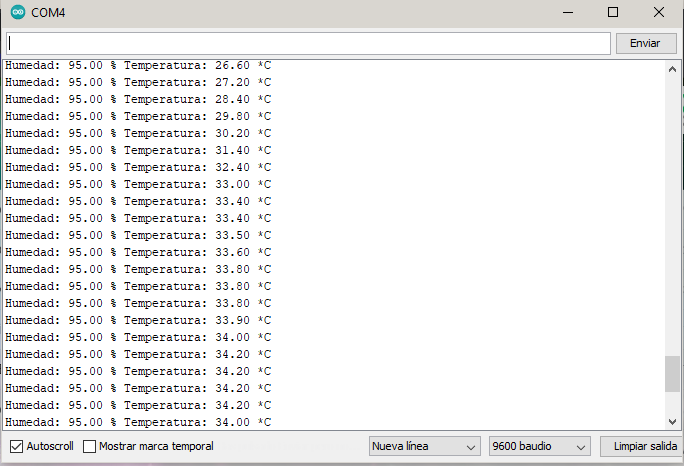 COM4
Enviar
Humedad: 95.00 % Temperatura: 26.60 *C
Humedad: 95.00 % Temperatura: 27.20 *C
Humedad: 95.00 % Temperatura: 28.40 *C
Humedad: 95.00 % Temperatura: 29.80 *C
Humedad: 95.00 % Temperatura: 30.20 *C
Humedad: 95.00 % Temperatura: 31.40 *C
Humedad: 95.00 % Temperatura: 32.40 *C
Humedad: 95.00 % Temperatura: 33.00 *C
Humedad: 95.00 % Temperatura: 33.40 *C
Humedad: 95.00 % Temperatura: 33.40 *C
Humedad: 95.00 % Temperatura: 33.50 *C
Humedad: 95.00 % Temperatura: 33.60 *C
Humedad: 95.00 % Temperatura: 33.80 *C
Humedad: 95.00 % Temperatura: 33.80 *C
Humedad: 95.00 % Temperatura: 33.80 *C
Humedad: 95.00 % Temperatura: 33.90 *C
Humedad: 95.00 % Temperatura: 34.00 *C
Humedad: 95.00 % Temperatura: 34.20 *C
Humedad: 95.00 % Temperatura: 34.20 *C
Humedad: 95.00 % Temperatura: 34.20 *C
Humedad: 95.00 % Temperatura: 34.20 *C
Humedad: 95.00 % Temperatura: 34.00 *C
Autoscroll Mostrar marca temporal Nueva línea 9600 baudio Limpiar salida